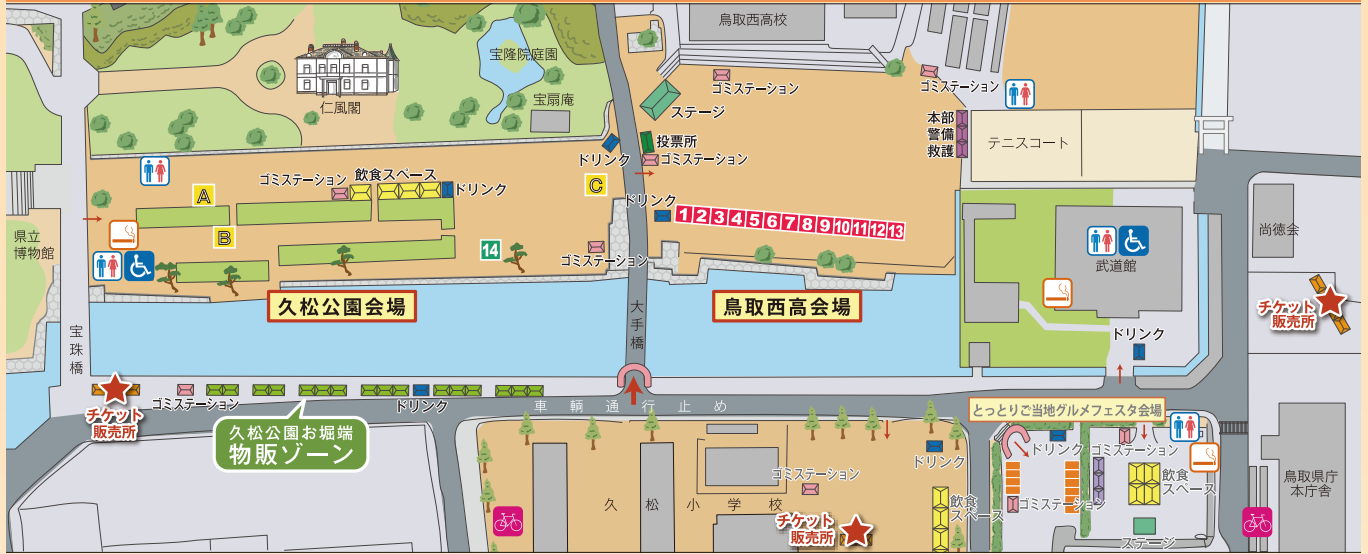 鳥取西高校
宝隆院庭園
仁風閣
宝扇庵
ゴミステーション
ゴミステーション
ステージ
本部
警備
救護
テニスコート
投票所
ゴミステーション
ドリンク
ゴミステーション
飲食スペース
ドリンク
A
B
C
ドリンク
1 2 3 4 5 6 7 8 9 10 11 12 13
14
ゴミステーション
県立
博物館
武道館
尚徳会
久松公園会場
鳥取西高会場
大手橋
宝珠橋
チケット
販売所
ドリンク
チケット
販売所
ゴミステーション
ドリンク
車輌通行止め
久松公園お堀端
物販ゾーン
とっとりご当地グルメフェスタ会場
ドリンク
ドリンク
ゴミステーション
ゴミステーション
久松小学校
チケット
販売所
飲食
スペース
ゴミステーション
飲食
スペース
ステージ
鳥取県庁
本庁舎